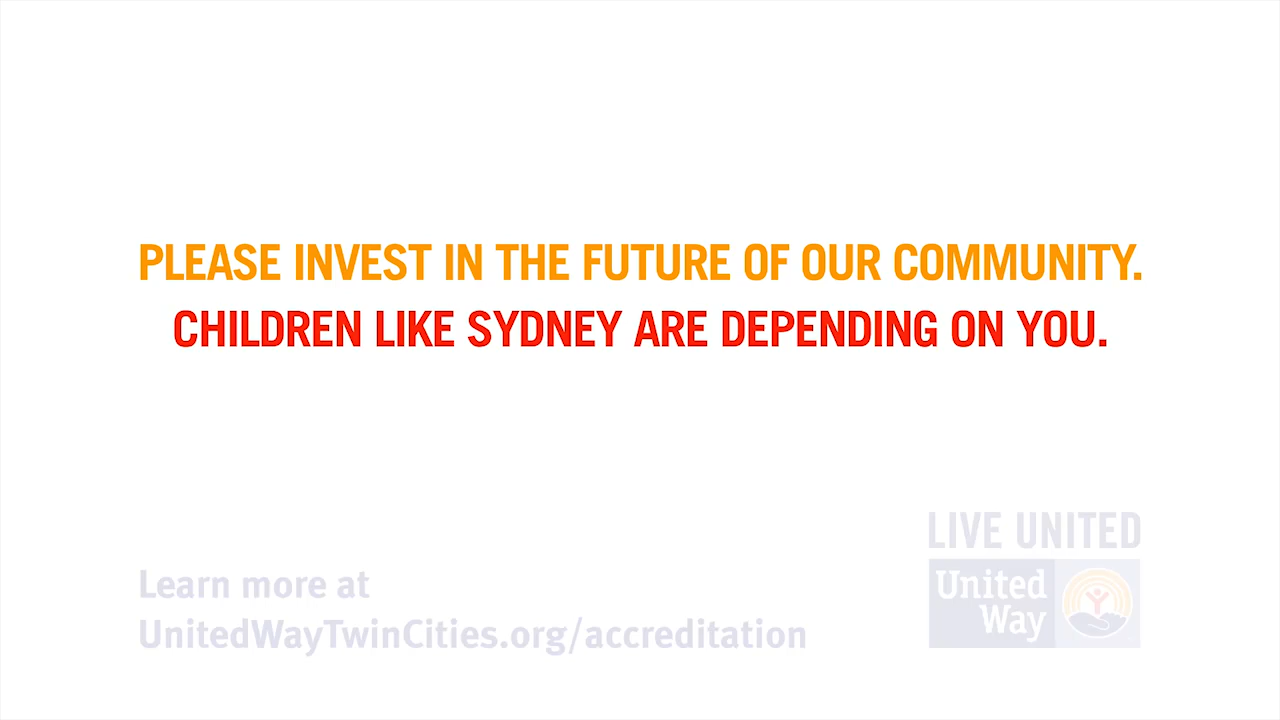 PLEASE INVEST IN THE FUTURE OF OUR COMMUNITY.
CHILDREN LIKE SYDNEY ARE DEPENDING ON YOU.
LIVE UNITED
United
Way
Learn more at
UnitedWayTwinCities.org/accreditation